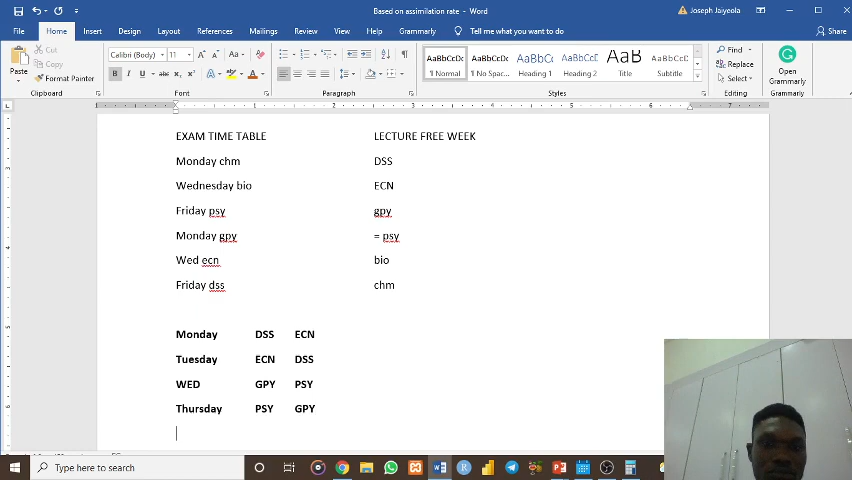 Based on assimilation rate - Word
Joseph Jaiyeola
File Home Insert Draw Design Layout References Mailings Review View Help Grammarly Tell me what you want to do Share
Paste
Cut
Copy
Format Painter
Clipboard
Calibri (Body) 11
Font
Paragraph
AaBbCcDc AaBbCcDc AaBbCc AaBbCcD AaB AaBbCcD
¶ Normal ¶ No Spac... Heading 1 Heading 2 Title Subtitle
Styles
Find
Replace
Select
Editing
Open Grammarly
Grammarly
EXAM TIME TABLE LECTURE FREE WEEK
Monday chm DSS
Wednesday bio ECN
Friday psy gpy
Monday gpy = psy
Wed ecn bio
Friday dss chm
Monday DSS ECN
Tuesday ECN DSS
WED GPY PSY
Thursday PSY GPY
Type here to search